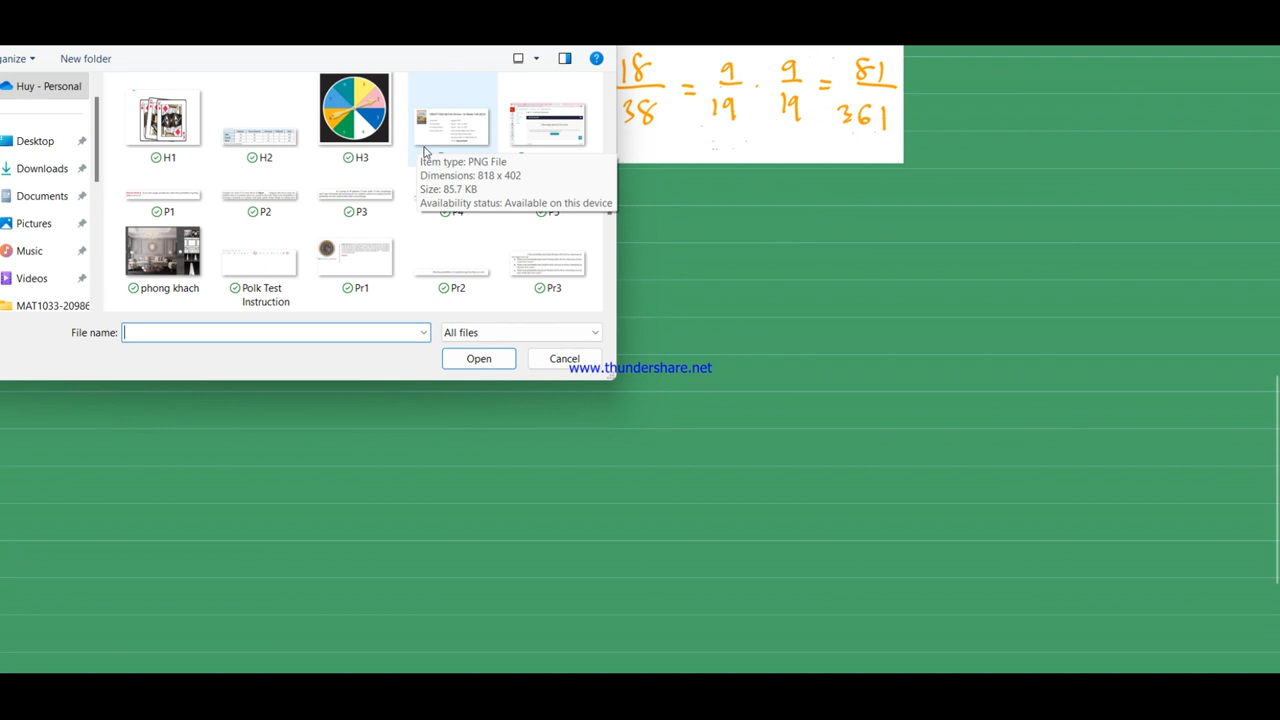 ganize
New folder
Huy - Personal
Desktop
Downloads
Documents
Pictures
Music
Videos
MAT1033-20986
H1
H2
H3
Item type: PNG File
Dimensions: 818 x 402
Size: 85.7 KB
Availability status: Available on this device
P1
P2
P3
P4
P5
phong khach
Polk Test
Instruction
Pr1
Pr2
Pr3
File name:
All files
Open
Cancel
www.thundershare.net
18/38 = 9/19 · 9/19 = 81/361